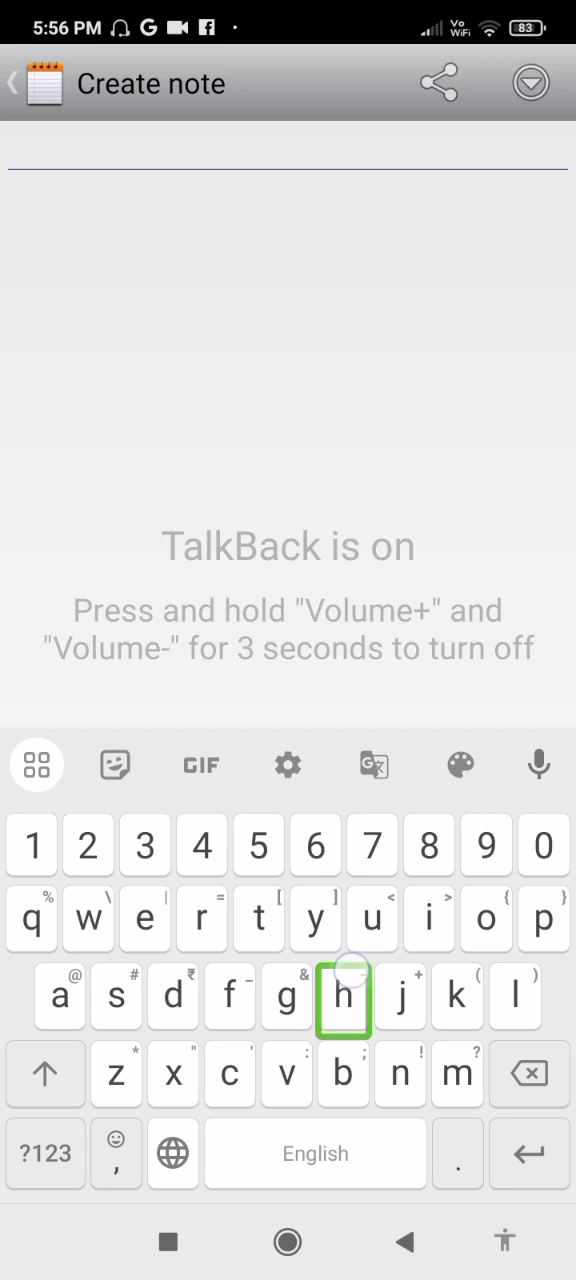 5:56 PM G Vo WiFi 83
Create note
TalkBack is on
Press and hold "Volume+" and
"Volume-" for 3 seconds to turn off
GIF G
1 2 3 4 5 6 7 8 9 0
% \ | = [ ] < > { }
q w e r t y u i o p
@ # ₹ _ & - + ( )
a s d f g h j k l
* " ' : ; ! ?
z x c v b n m
?123 , English .